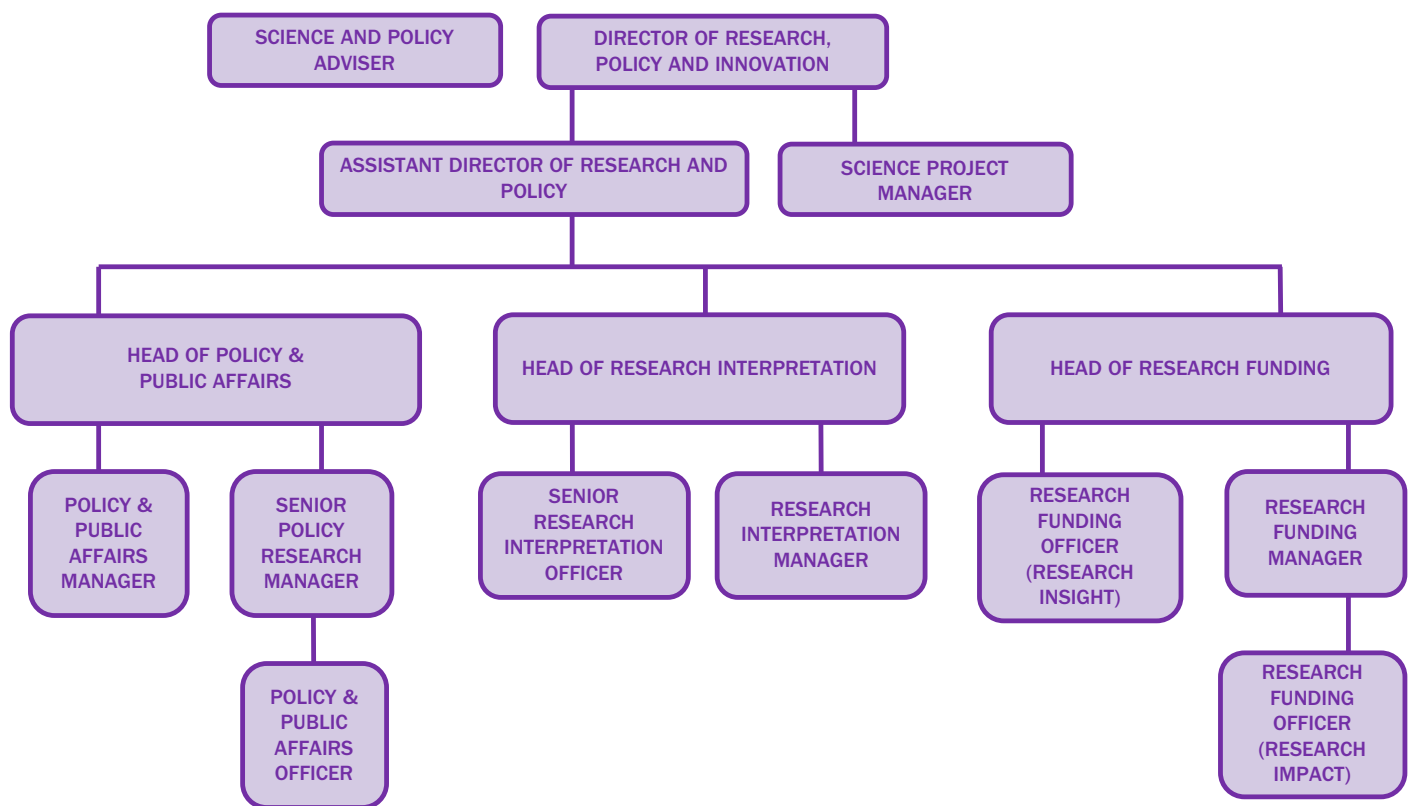 SCIENCE AND POLICY
ADVISER
DIRECTOR OF RESEARCH,
POLICY AND INNOVATION
ASSISTANT DIRECTOR OF RESEARCH AND
POLICY
SCIENCE PROJECT
MANAGER
HEAD OF POLICY &
PUBLIC AFFAIRS
HEAD OF RESEARCH INTERPRETATION
HEAD OF RESEARCH FUNDING
POLICY &
PUBLIC
AFFAIRS
MANAGER
SENIOR
POLICY
RESEARCH
MANAGER
SENIOR
RESEARCH
INTERPRETATION
OFFICER
RESEARCH
INTERPRETATION
MANAGER
RESEARCH
FUNDING
OFFICER
(RESEARCH
INSIGHT)
RESEARCH
FUNDING
MANAGER
POLICY &
PUBLIC
AFFAIRS
OFFICER
RESEARCH
FUNDING
OFFICER
(RESEARCH
IMPACT)